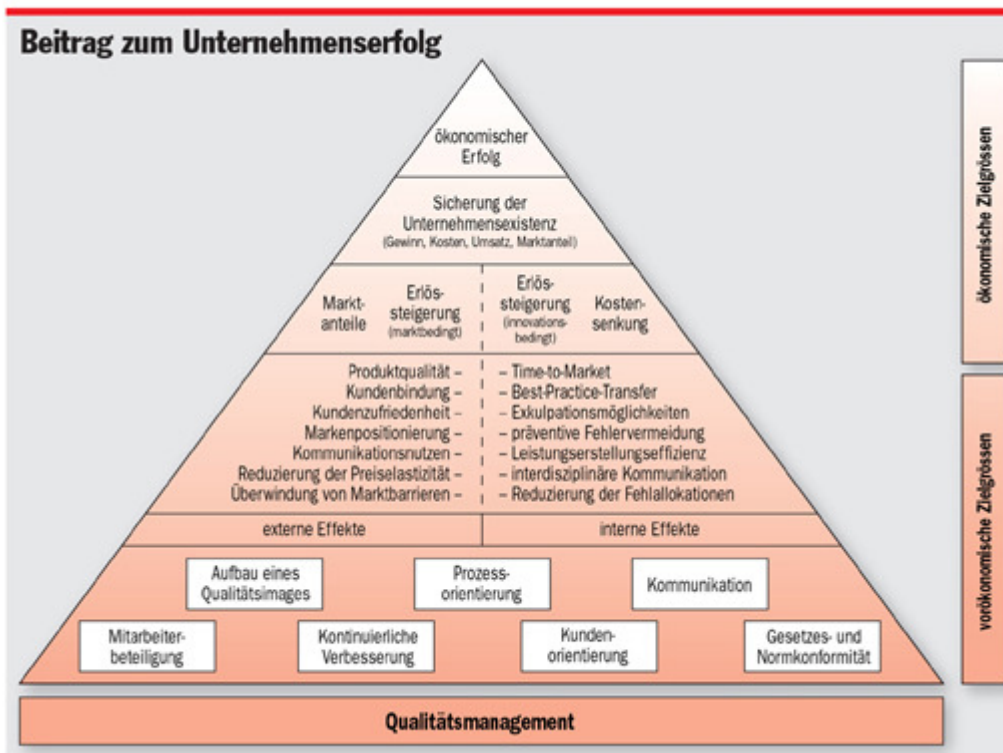 Beitrag zum Unternehmenserfolg
ökonomischer
Erfolg
Sicherung der
Unternehmensexistenz
(Gewinn, Kosten, Umsatz, Marktanteil)
Markt-
anteile
Erlös-
steigerung
(marktbedingt)
Erlös-
steigerung
(innovations-
bedingt)
Kosten-
senkung
Produktqualität –
Kundenbindung –
Kundenzufriedenheit –
Markenpositionierung –
Kommunikationsnutzen –
Reduzierung der Preiselastizität –
Überwindung von Marktbarrieren –
– Time-to-Market
– Best-Practice-Transfer
– Exkulpationsmöglichkeiten
– präventive Fehlervermeidung
– Leistungserstellungseffizienz
– interdisziplinäre Kommunikation
– Reduzierung der Fehlallokationen
externe Effekte
interne Effekte
Aufbau eines
Qualitätsimages
Prozess-
orientierung
Kommunikation
Mitarbeiter-
beteiligung
Kontinuierliche
Verbesserung
Kunden-
orientierung
Gesetzes- und
Normkonformität
Qualitätsmanagement
ökonomische Zielgrössen
vorökonomische Zielgrössen